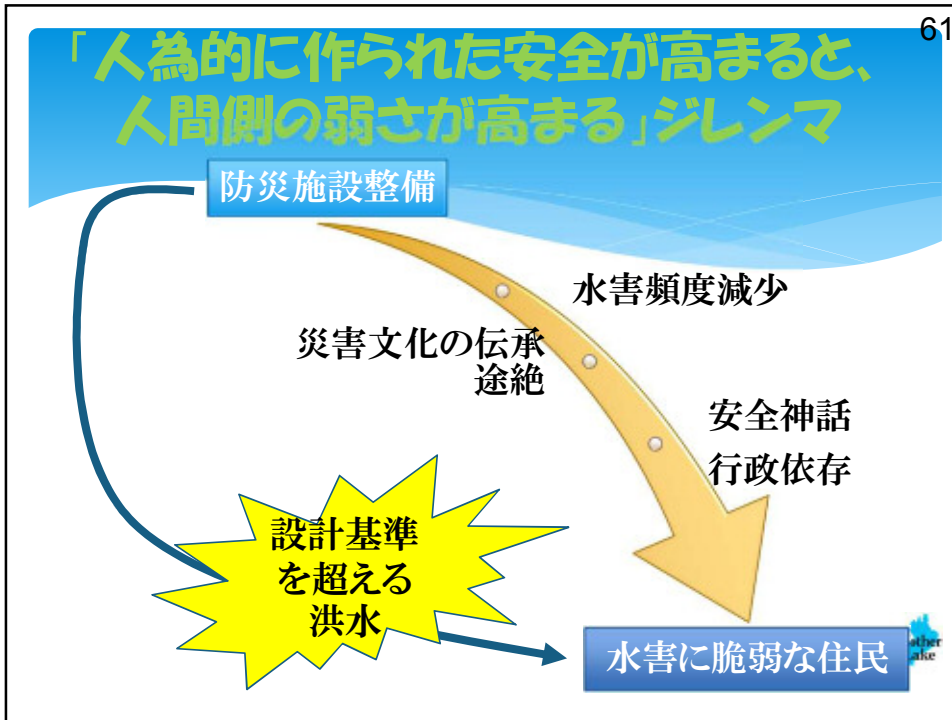 61
「人為的に作られた安全が高まると、
人間側の弱さが高まる」ジレンマ
防災施設整備
水害頻度減少
災害文化の伝承
途絶
安全神話
行政依存
設計基準
を超える
洪水
水害に脆弱な住民
other
Lake